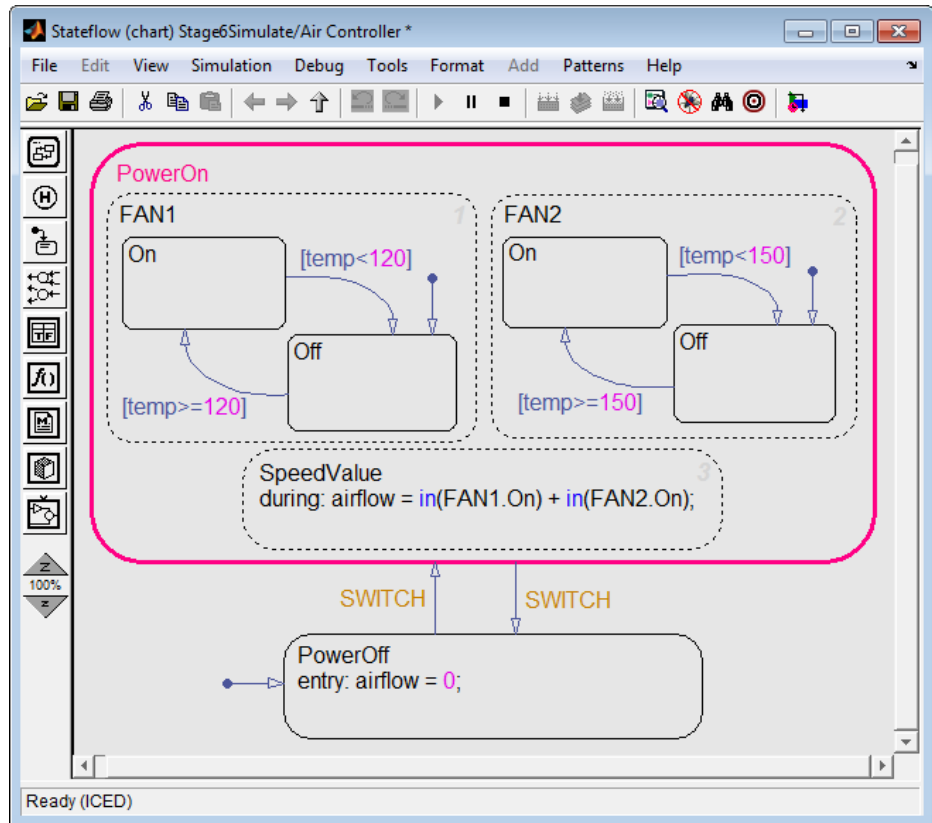 Stateflow (chart) Stage6Simulate/Air Controller *
File Edit View Simulation Debug Tools Format Add Patterns Help
PowerOn
FAN1 1
On
[temp<120]
Off
[temp>=120]
FAN2 2
On
[temp<150]
Off
[temp>=150]
SpeedValue 3
during: airflow = in(FAN1.On) + in(FAN2.On);
SWITCH
SWITCH
PowerOff
entry: airflow = 0;
H
TF
f()
M
Z
100%
z
Ready (ICED)